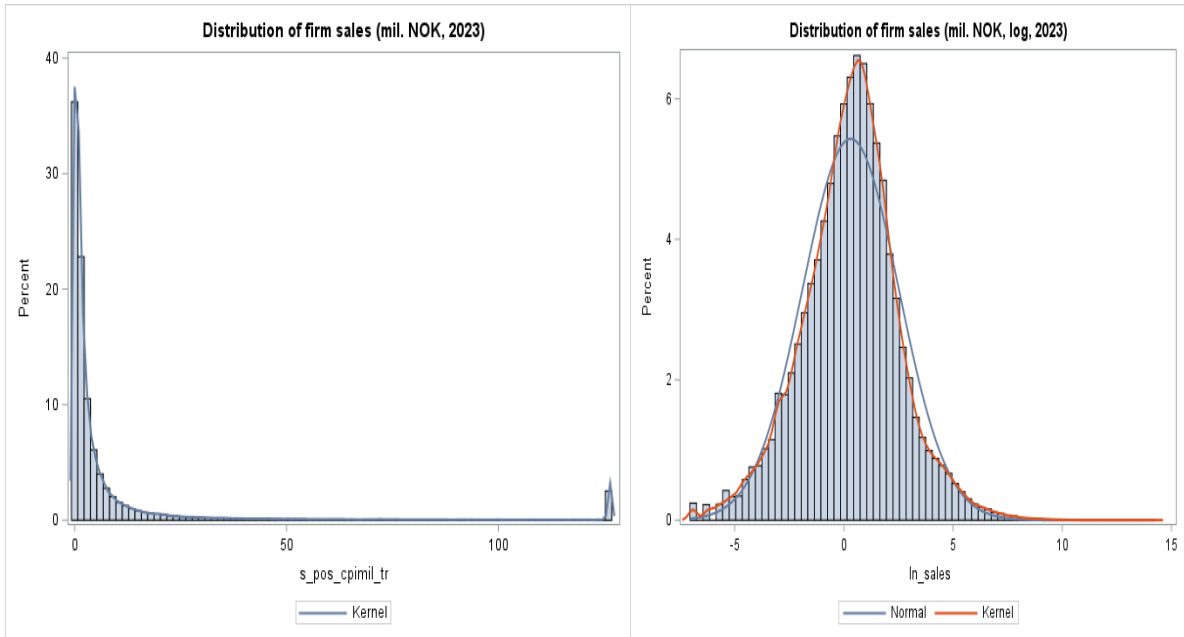 Distribution of firm sales (mil. NOK, 2023)
40
30
20
10
0
Percent
0
50
100
s_pos_cpimil_tr
Kernel
Distribution of firm sales (mil. NOK, log, 2023)
6
4
2
0
Percent
-5
0
5
10
15
ln_sales
Normal
Kernel